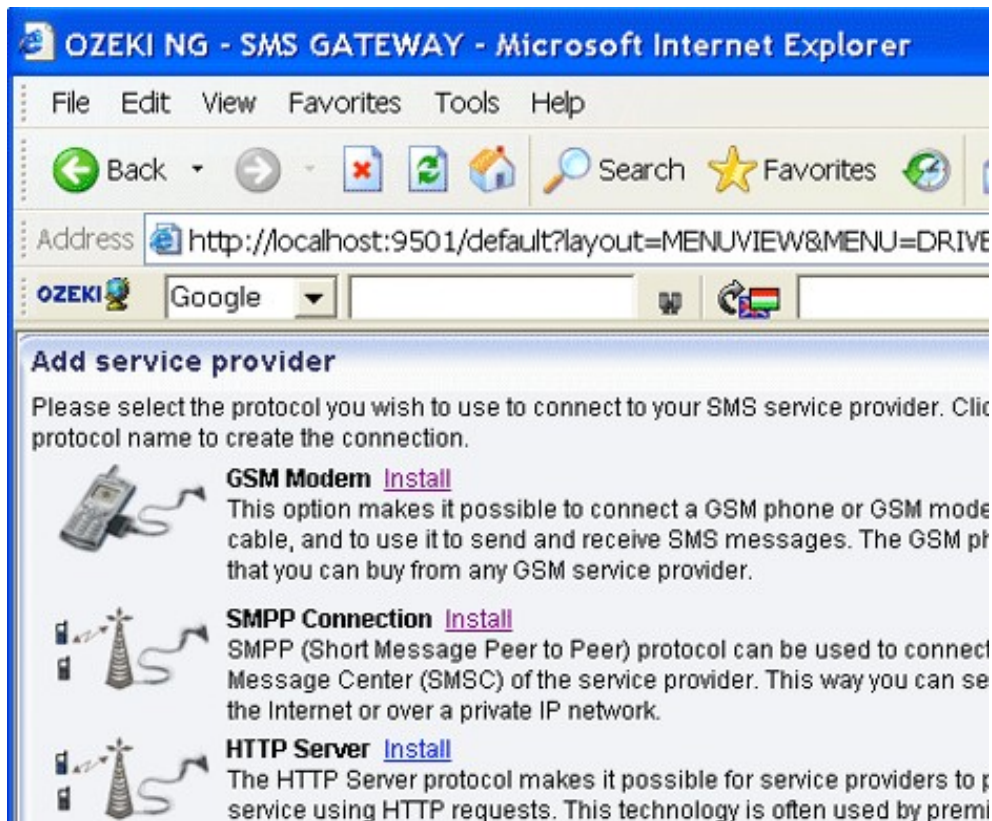 OZEKI NG - SMS GATEWAY - Microsoft Internet Explorer
File Edit View Favorites Tools Help
Back Search Favorites
Address http://localhost:9501/default?layout=MENUVIEW&MENU=DRIVE
OZEKI Google
Add service provider
Please select the protocol you wish to use to connect to your SMS service provider. Clic
protocol name to create the connection.
GSM Modem Install
This option makes it possible to connect a GSM phone or GSM mode
cable, and to use it to send and receive SMS messages. The GSM ph
that you can buy from any GSM service provider.
SMPP Connection Install
SMPP (Short Message Peer to Peer) protocol can be used to connect
Message Center (SMSC) of the service provider. This way you can se
the Internet or over a private IP network.
HTTP Server Install
The HTTP Server protocol makes it possible for service providers to p
service using HTTP requests. This technology is often used by premi